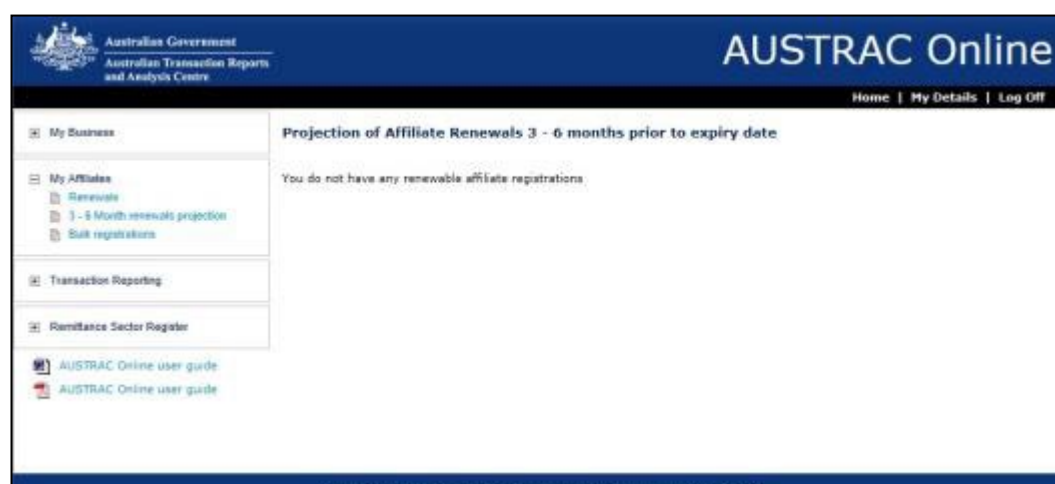 Australian Government
Australian Transaction Reports
and Analysis Centre
AUSTRAC Online
Home | My Details | Log Off
My Business
My Affiliates
Renewals
3 - 6 Month renewals projection
Bulk registrations
Transaction Reporting
Remittance Sector Register
AUSTRAC Online user guide
AUSTRAC Online user guide
Projection of Affiliate Renewals 3 - 6 months prior to expiry date
You do not have any renewable affiliate registrations